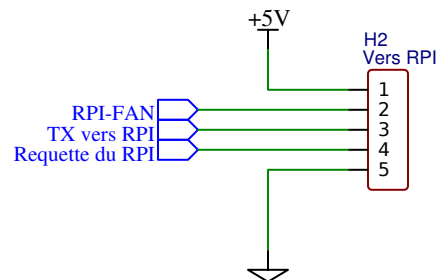 +5V
H2
Vers RPI
RPI-FAN
TX vers RPI
Requette du RPI
1
2
3
4
5